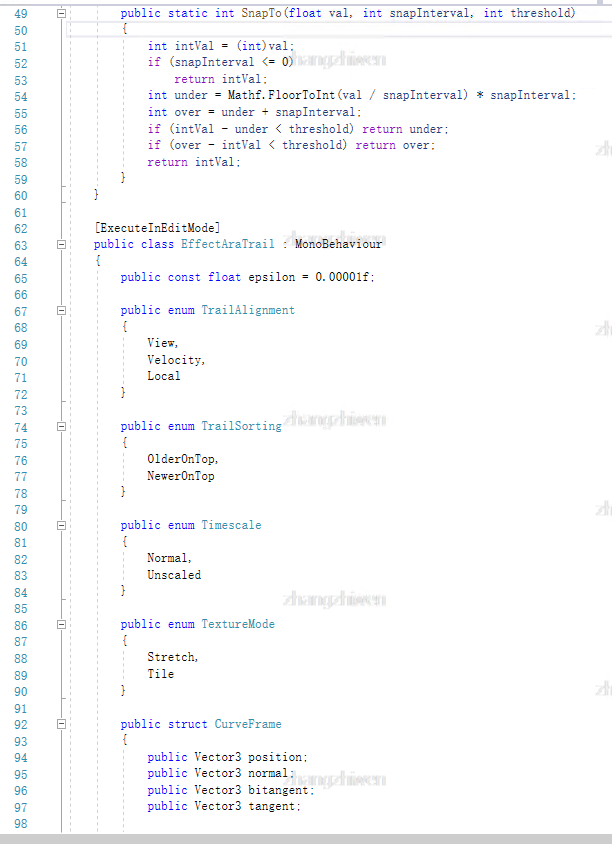 49 public static int SnapTo(float val, int snapInterval, int threshold)
50 {
51 int intVal = (int)val;
52 if (snapInterval <= 0)
53 return intVal;
54 int under = Mathf.FloorToInt(val / snapInterval) * snapInterval;
55 int over = under + snapInterval;
56 if (intVal - under < threshold) return under;
57 if (over - intVal < threshold) return over;
58 return intVal;
59 }
60 }
61
62 [ExecuteInEditMode]
63 public class EffectAraTrail : MonoBehaviour
64 {
65 public const float epsilon = 0.00001f;
66
67 public enum TrailAlignment
68 {
69 View,
70 Velocity,
71 Local
72 }
73
74 public enum TrailSorting
75 {
76 OlderOnTop,
77 NewerOnTop
78 }
79
80 public enum Timescale
81 {
82 Normal,
83 Unscaled
84 }
85
86 public enum TextureMode
87 {
88 Stretch,
89 Tile
90 }
91
92 public struct CurveFrame
93 {
94 public Vector3 position;
95 public Vector3 normal;
96 public Vector3 bitangent;
97 public Vector3 tangent;
98